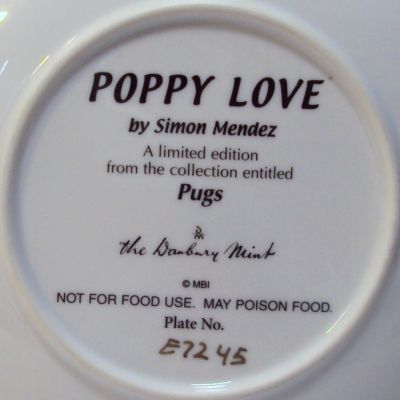 POPPY LOVE
by Simon Mendez
A limited edition
from the collection entitled
Pugs
the Danbury Mint
© MBI
NOT FOR FOOD USE. MAY POISON FOOD.
Plate No.
E7245